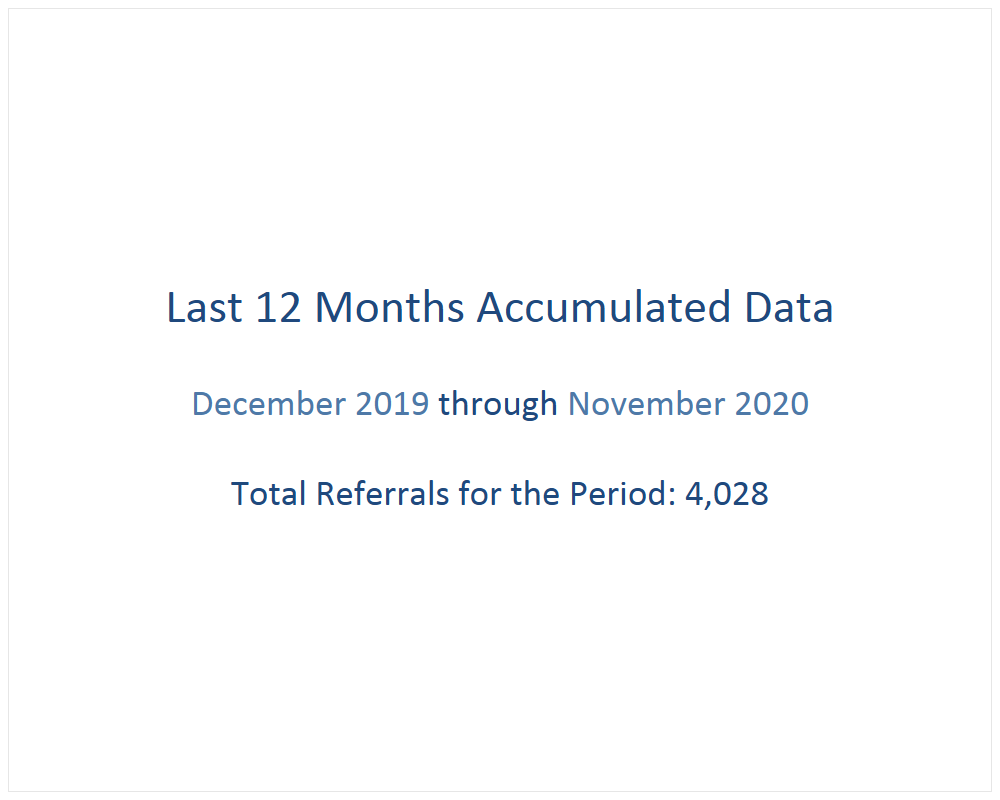 Last 12 Months Accumulated Data
December 2019 through November 2020
Total Referrals for the Period: 4,028